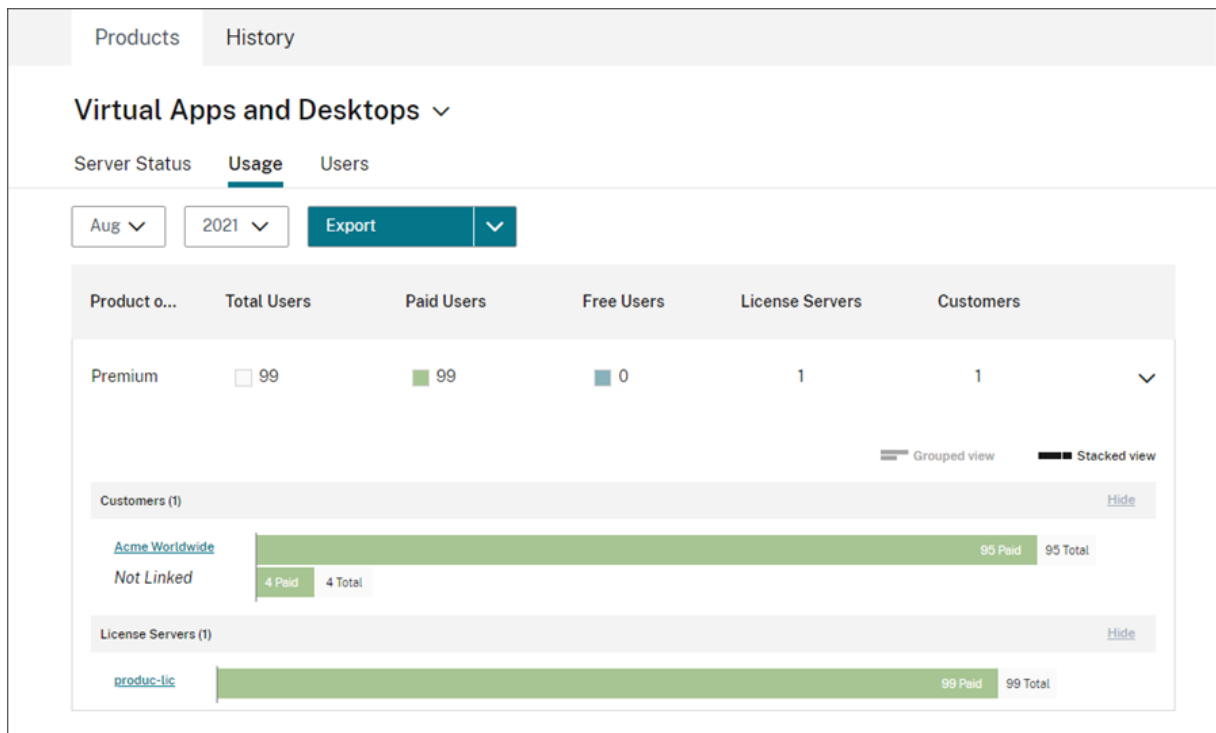 Products History
Virtual Apps and Desktops
Server Status Usage Users
Aug 2021 Export
Product o... Total Users Paid Users Free Users License Servers Customers
Premium 99 99 0 1 1
Grouped view Stacked view
Customers (1) Hide
Acme Worldwide 95 Paid 95 Total
Not Linked 4 Paid 4 Total
License Servers (1) Hide
produc-lic 99 Paid 99 Total